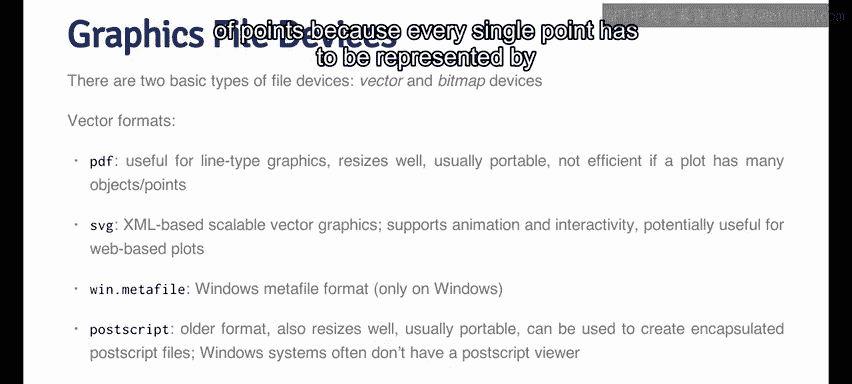 Graphics File Devices
of points because every single point has
to be represented by
There are two basic types of file devices: vector and bitmap devices
Vector formats:
· pdf: useful for line-type graphics, resizes well, usually portable, not efficient if a plot has many
objects/points
· svg: XML-based scalable vector graphics; supports animation and interactivity, potentially useful for
web-based plots
· win.metafile: Windows metafile format (only on Windows)
· postscript: older format, also resizes well, usually portable, can be used to create encapsulated
postscript files; Windows systems often don't have a postscript viewer